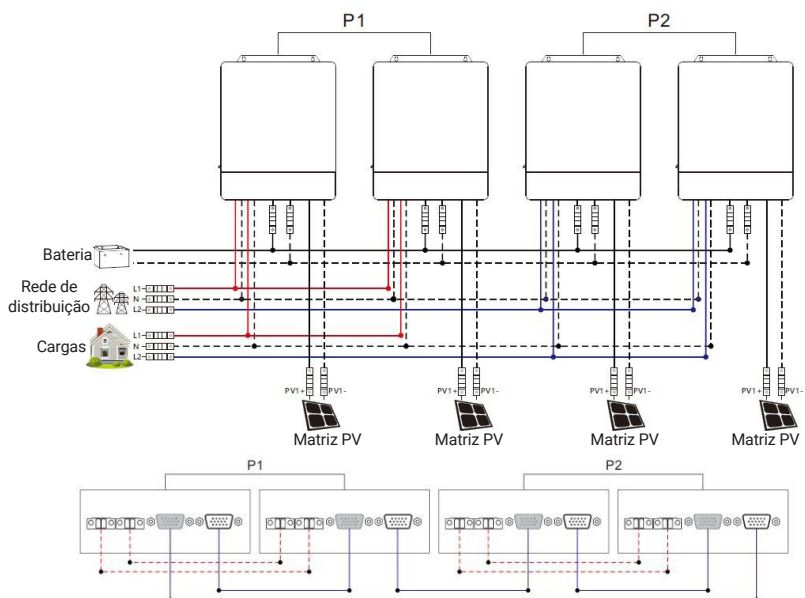 P1
P2
Bateria
Rede de
distribuição
L1
N
L2
Cargas
L1
N
L2
PV1+
PV1-
PV1+
PV1-
PV1+
PV1-
PV1+
PV1-
Matriz PV
Matriz PV
Matriz PV
Matriz PV
P1
P2